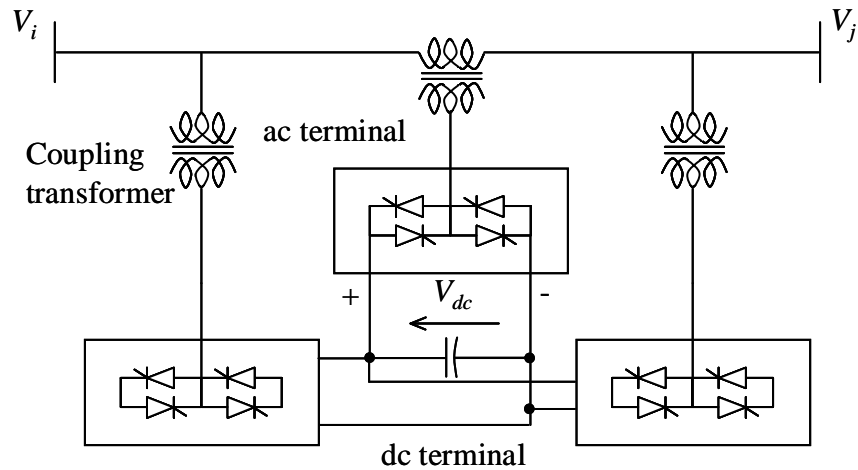 V_i
V_j
ac terminal
Coupling
transformer
+
V_dc
-
dc terminal